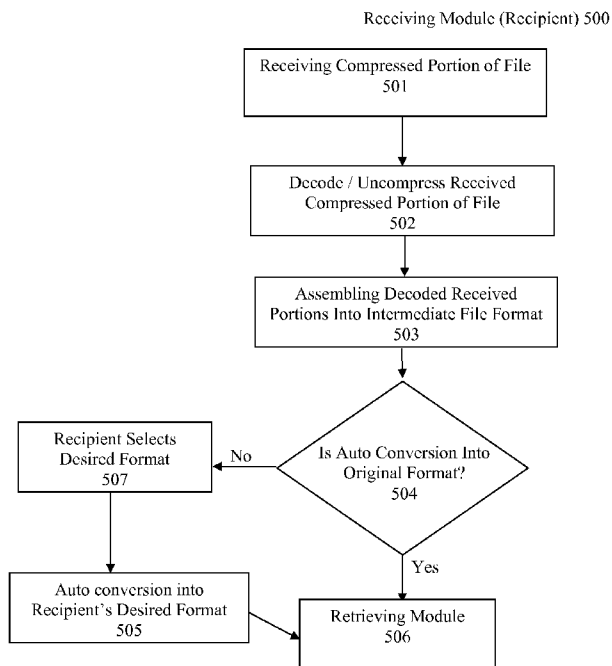 Receiving Module (Recipient) 500
Receiving Compressed Portion of File
501
Decode / Uncompress Received
Compressed Portion of File
502
Assembling Decoded Received
Portions Into Intermediate File Format
503
Is Auto Conversion Into
Original Format?
504
No
Recipient Selects
Desired Format
507
Auto conversion into
Recipient's Desired Format
505
Yes
Retrieving Module
506